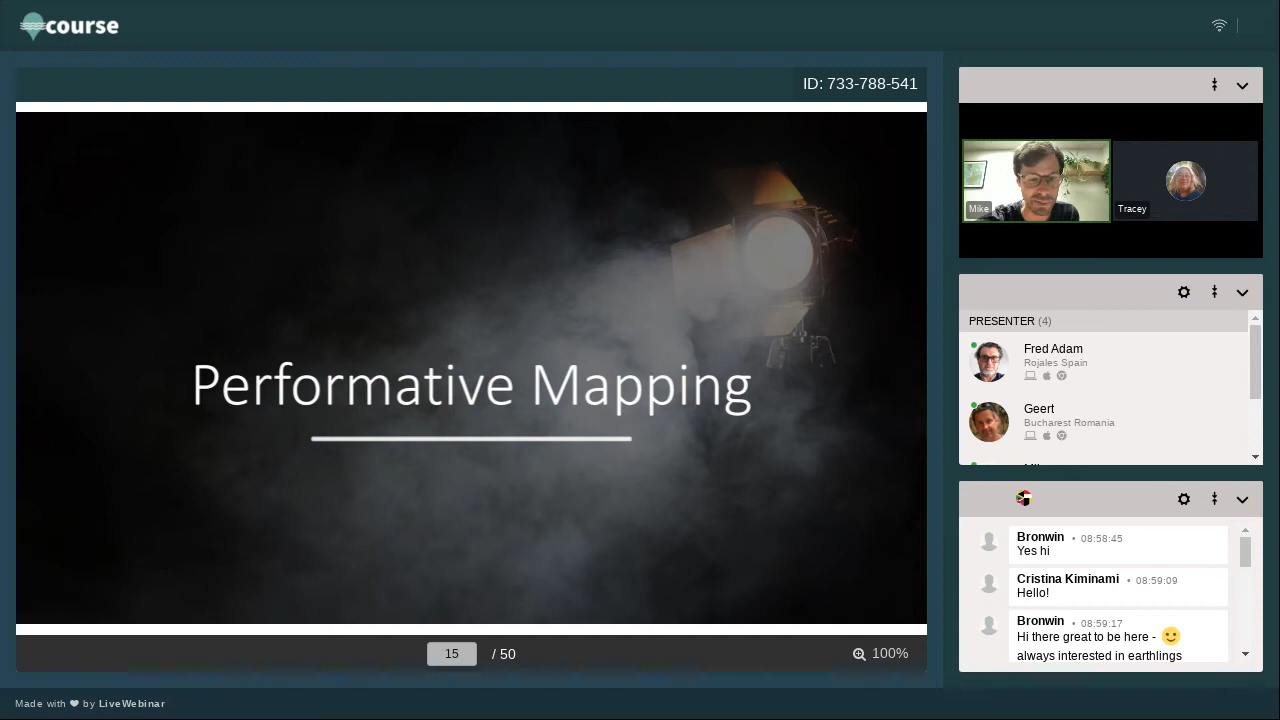 course
ID: 733-788-541
Performative Mapping
15 / 50
100%
Made with ❤ by LiveWebinar
Mike
Tracey
PRESENTER (4)
Fred Adam
Rojales Spain
Geert
Bucharest Romania
Bronwin • 08:58:45
Yes hi
Cristina Kiminami • 08:59:09
Hello!
Bronwin • 08:59:17
Hi there great to be here - 🙂
always interested in earthlings